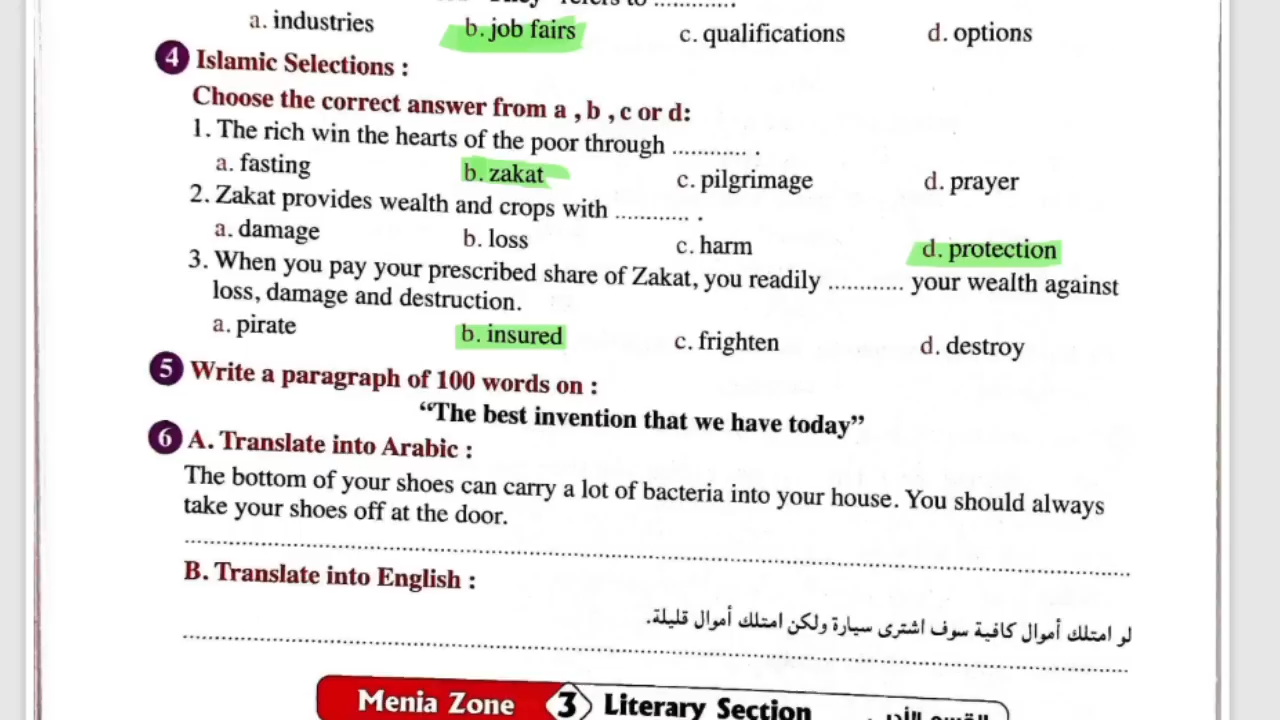 refers to .............
a. industries b. job fairs c. qualifications d. options
4 Islamic Selections :
Choose the correct answer from a , b , c or d:
1. The rich win the hearts of the poor through ............ .
a. fasting b. zakat c. pilgrimage d. prayer
2. Zakat provides wealth and crops with ............ .
a. damage b. loss c. harm d. protection
3. When you pay your prescribed share of Zakat, you readily ............ your wealth against
loss, damage and destruction.
a. pirate b. insured c. frighten d. destroy
5 Write a paragraph of 100 words on :
“The best invention that we have today”
6 A. Translate into Arabic :
The bottom of your shoes can carry a lot of bacteria into your house. You should always
take your shoes off at the door.
B. Translate into English :
لو امتلك أموال كافية سوف اشترى سيارة ولكن امتلك أموال قليلة.
Menia Zone 3 Literary Section